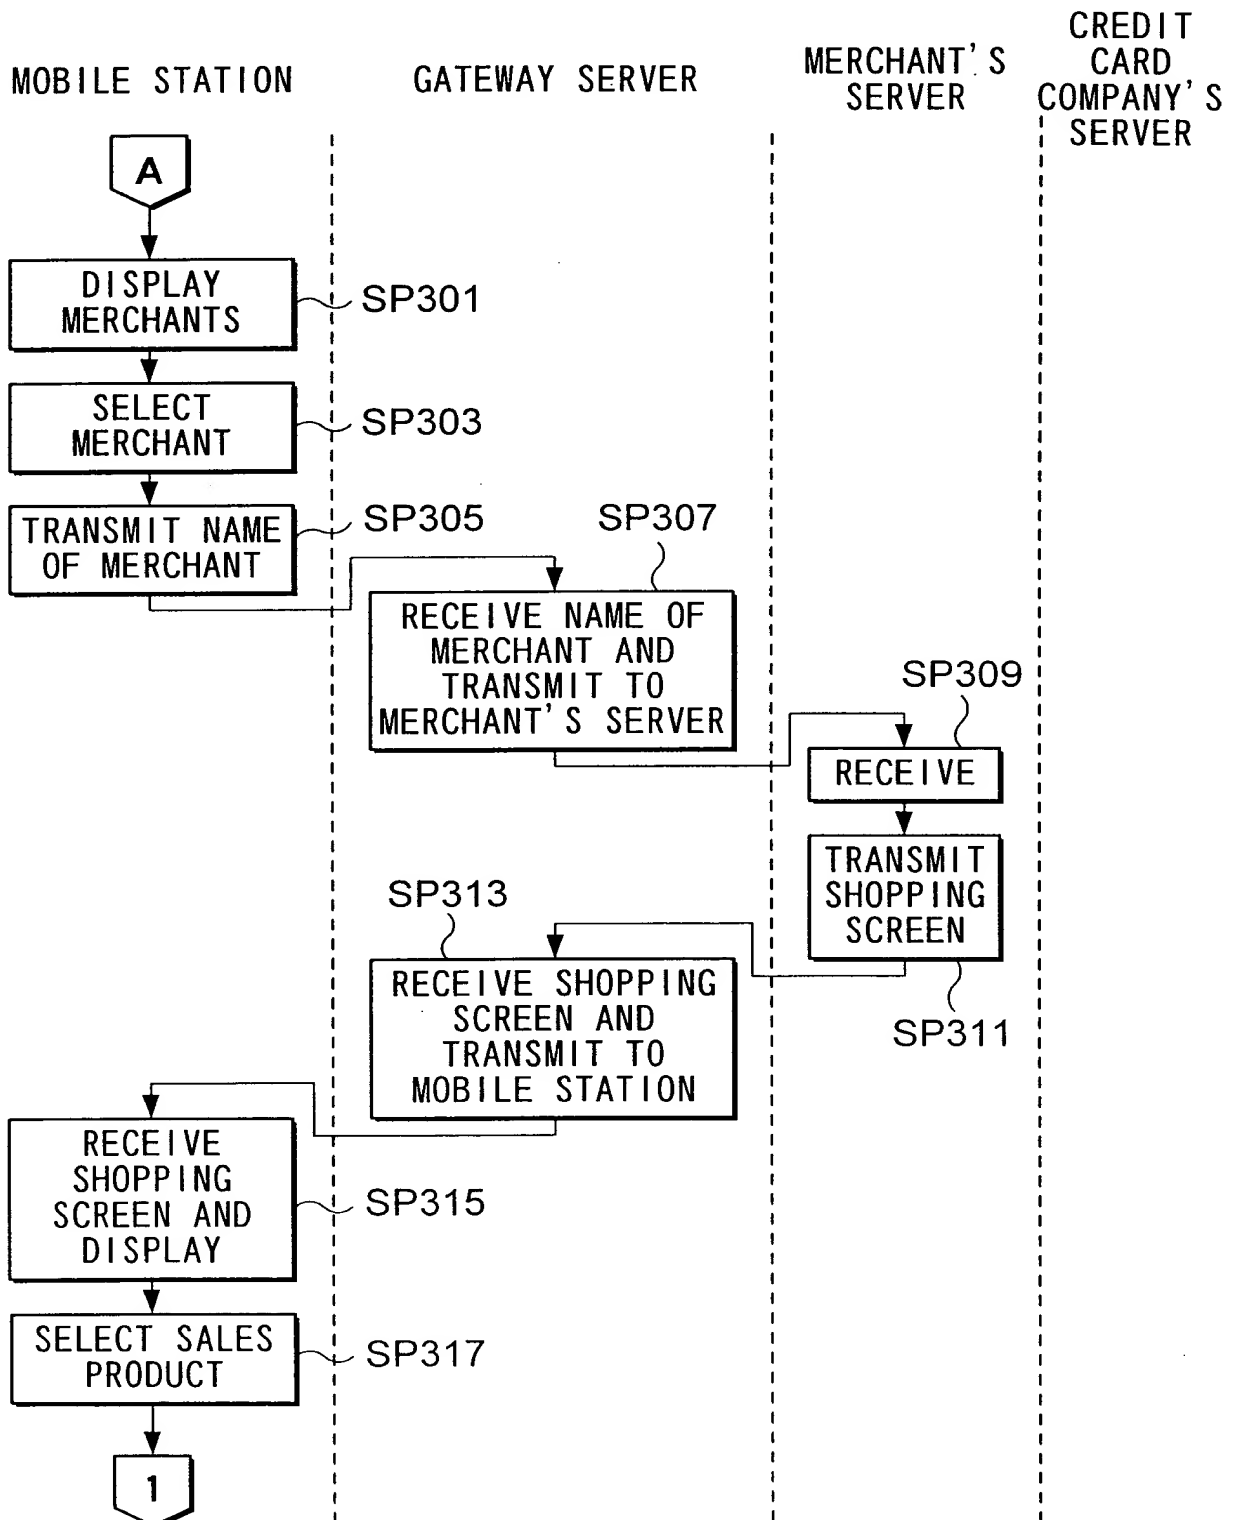 MOBILE STATION
GATEWAY SERVER
MERCHANT'S
SERVER
CREDIT
CARD
COMPANY'S
SERVER
A
DISPLAY
MERCHANTS
SP301
SELECT
MERCHANT
SP303
TRANSMIT NAME
OF MERCHANT
SP305
SP307
RECEIVE NAME OF
MERCHANT AND
TRANSMIT TO
MERCHANT'S SERVER
SP309
RECEIVE
TRANSMIT
SHOPPING
SCREEN
SP311
SP313
RECEIVE SHOPPING
SCREEN AND
TRANSMIT TO
MOBILE STATION
RECEIVE
SHOPPING
SCREEN AND
DISPLAY
SP315
SELECT SALES
PRODUCT
SP317
1